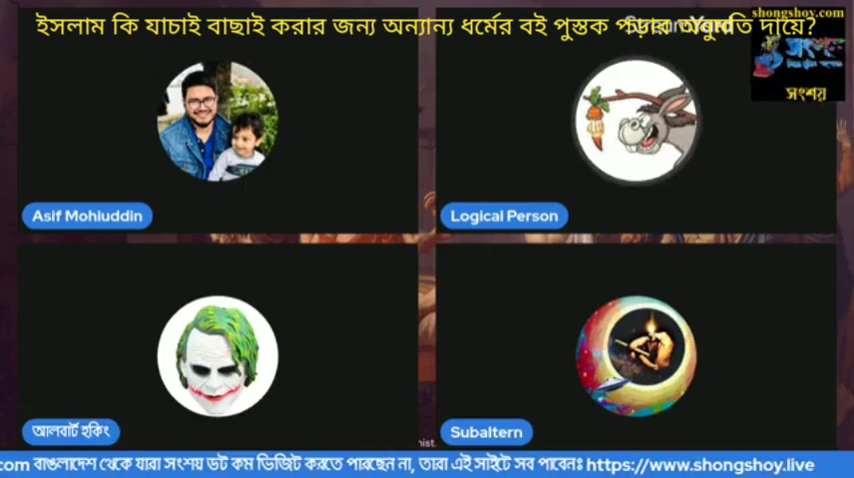 ইসলাম কি যাচাই বাছাই করার জন্য অন্যান্য ধর্মের বই পুস্তক পড়ার অনুমতি দায়ে?
shongshoy.com
সংশয়
Asif Mohiuddin
Logical Person
আলবার্ট হকিং
Subaltern
com বাঙলাদেশ থেকে যারা সংশয় ডট কম ভিজিট করতে পারছেন না, তারা এই সাইটে সব পাবেনঃ https://www.shongshoy.live